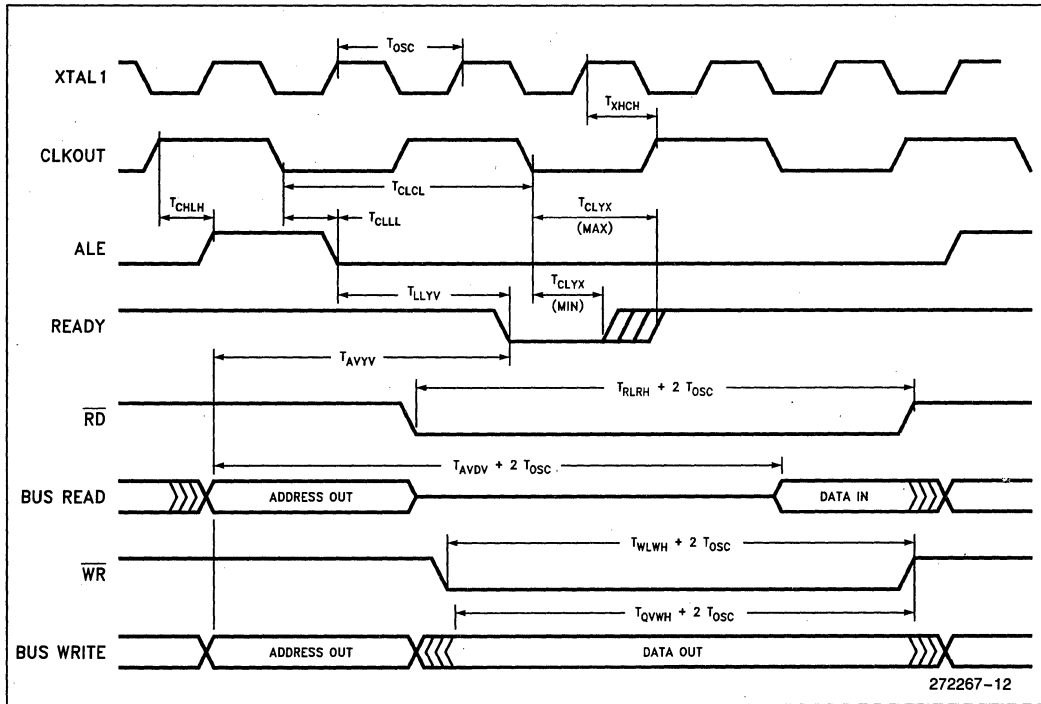 T_OSC
XTAL1
T_XHCH
CLKOUT
T_CLCL
T_CHLH
T_CLLL
T_CLYX
(MAX)
ALE
T_LLYV
T_CLYX
(MIN)
READY
T_AVYV
T_RLRH + 2 T_OSC
RD
T_AVDV + 2 T_OSC
BUS READ
ADDRESS OUT
DATA IN
T_WLWH + 2 T_OSC
WR
T_QVWH + 2 T_OSC
BUS WRITE
ADDRESS OUT
DATA OUT
272267-12